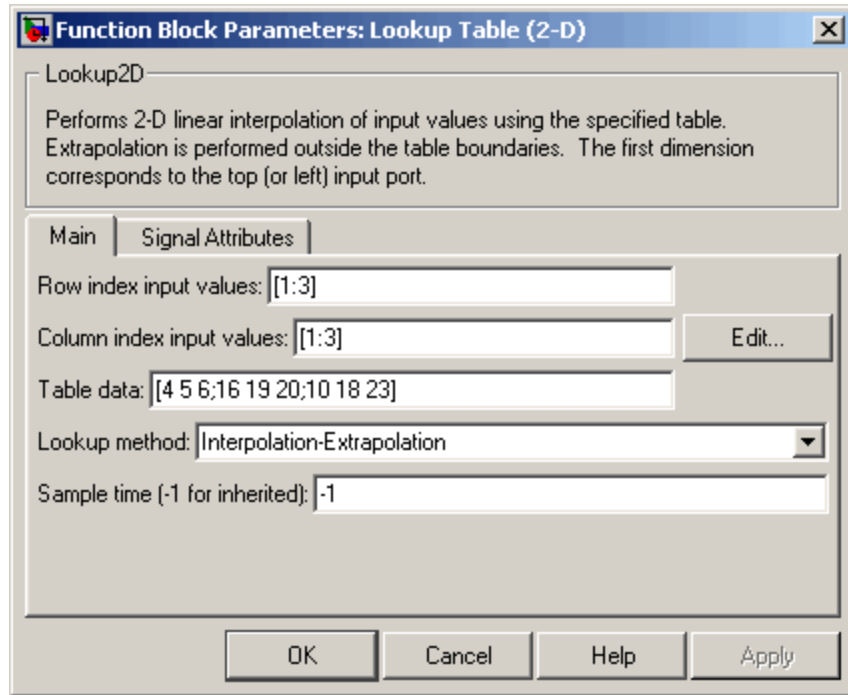 Function Block Parameters: Lookup Table (2-D)
Lookup2D
Performs 2-D linear interpolation of input values using the specified table.
Extrapolation is performed outside the table boundaries.  The first dimension
corresponds to the top (or left) input port.
Main Signal Attributes
Row index input values: [1:3]
Column index input values: [1:3] Edit...
Table data: [4 5 6;16 19 20;10 18 23]
Lookup method: Interpolation-Extrapolation
Sample time (-1 for inherited): -1
OK Cancel Help Apply